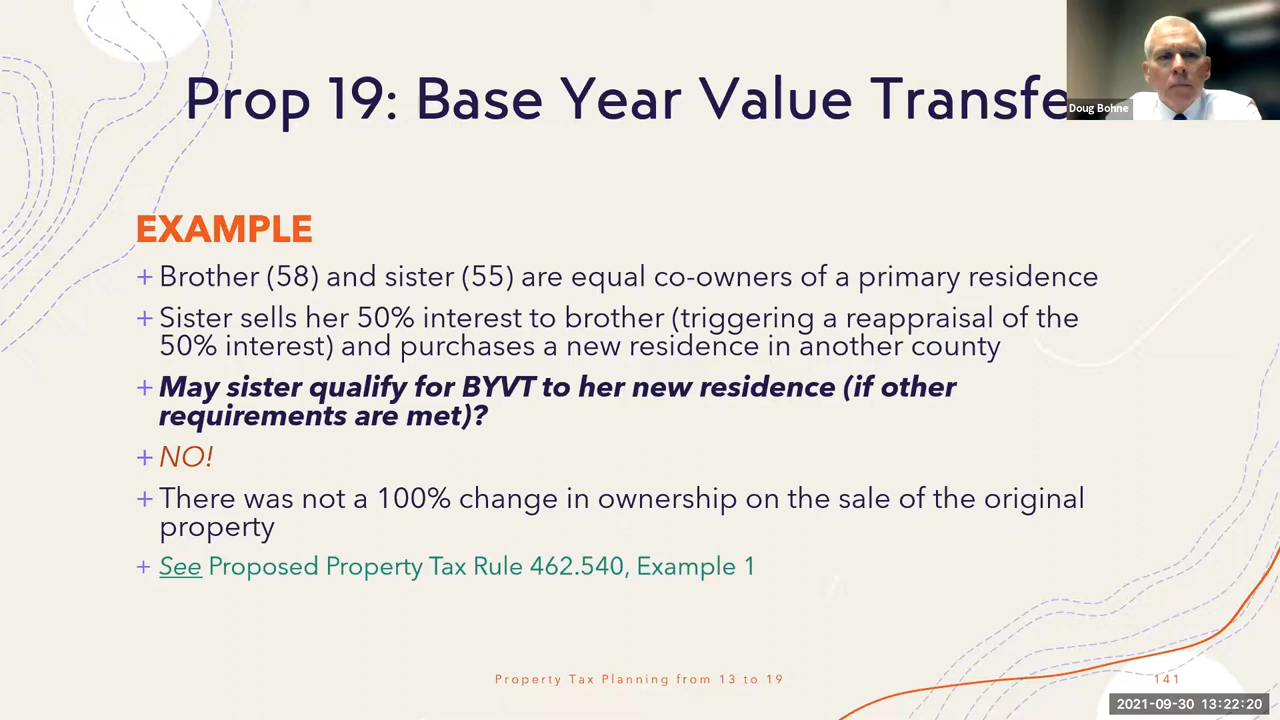 Prop 19: Base Year Value Transfe
Doug Bohne
EXAMPLE
+ Brother (58) and sister (55) are equal co-owners of a primary residence
+ Sister sells her 50% interest to brother (triggering a reappraisal of the
50% interest) and purchases a new residence in another county
+ May sister qualify for BYVT to her new residence (if other
requirements are met)?
+ NO!
+ There was not a 100% change in ownership on the sale of the original
property
+ See Proposed Property Tax Rule 462.540, Example 1
Property Tax Planning from 13 to 19
141
2021-09-30 13:22:20